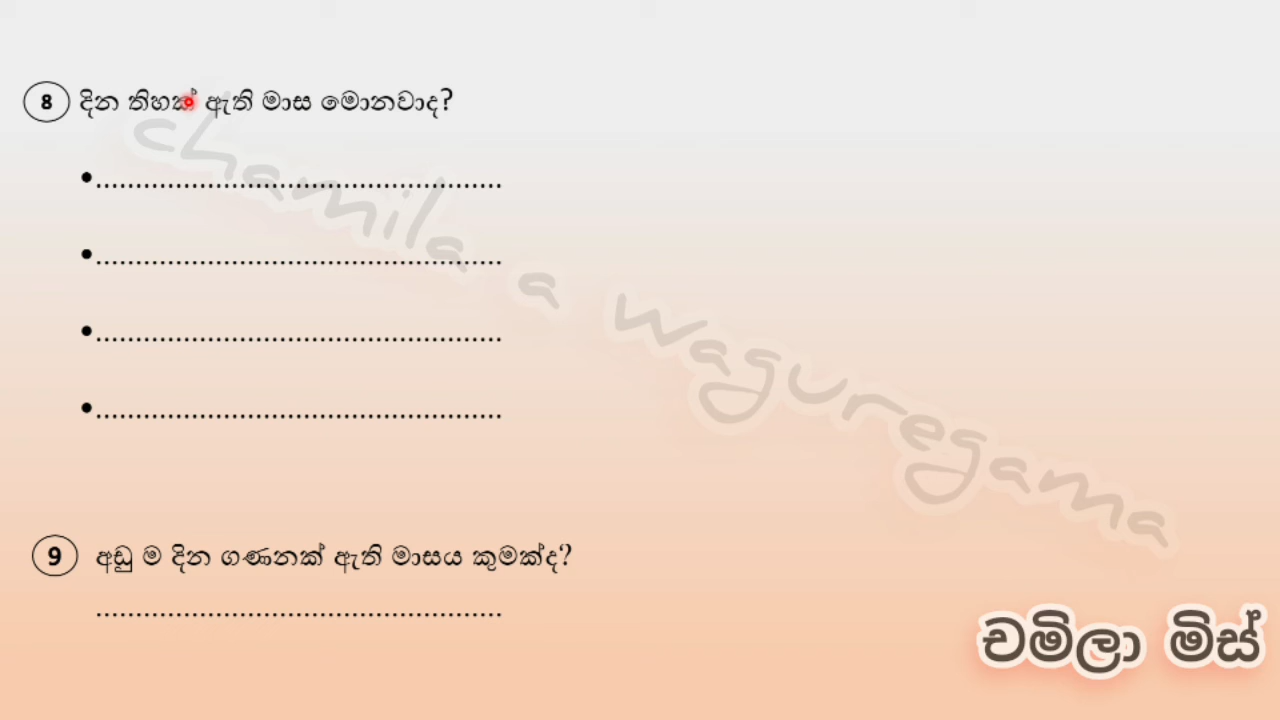 8 දින තිහක් ඇති මාස මොනවාද?
•...................................................
•...................................................
•...................................................
•...................................................
9 අඩු ම දින ගණනක් ඇති මාසය කුමක්ද?
...................................................
chamila a waguregama
චමිලා මිස්